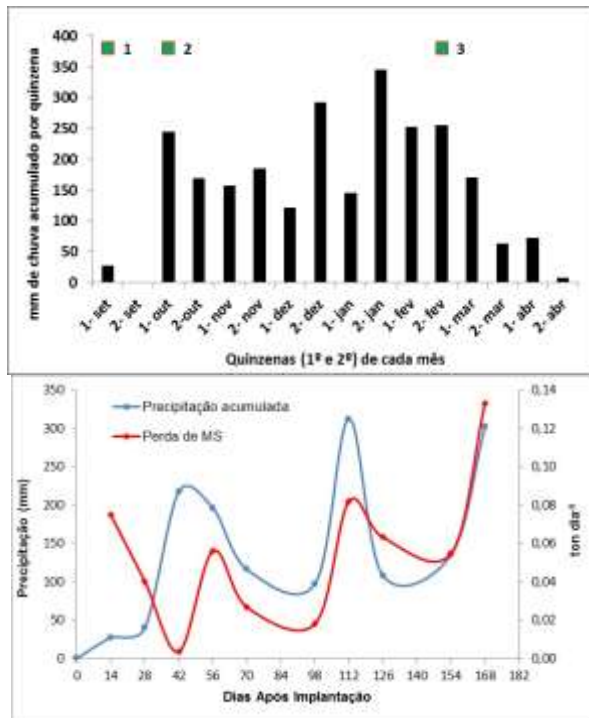 mm de chuva acumulado por quinzena
400
350
300
250
200
150
100
50
0
1
2
3
1- set
2- set
1- out
2-out
1- nov
2- nov
1- dez
2- dez
1- jan
2- jan
1- fev
2- fev
1- mar
2- mar
1- abr
2. abr
Quinzenas (1º e 2º) de cada mês
350
300
250
200
150
100
50
0
Precipitação (mm)
Precipitação acumulada
Perda de MS
0,14
0,12
0,10
0,08
0,06
0,04
0,02
0,00
ton dia-¹
0 14 28 42 56 70 84 98 112 126 140 154 168 182
Dias Após Implantação